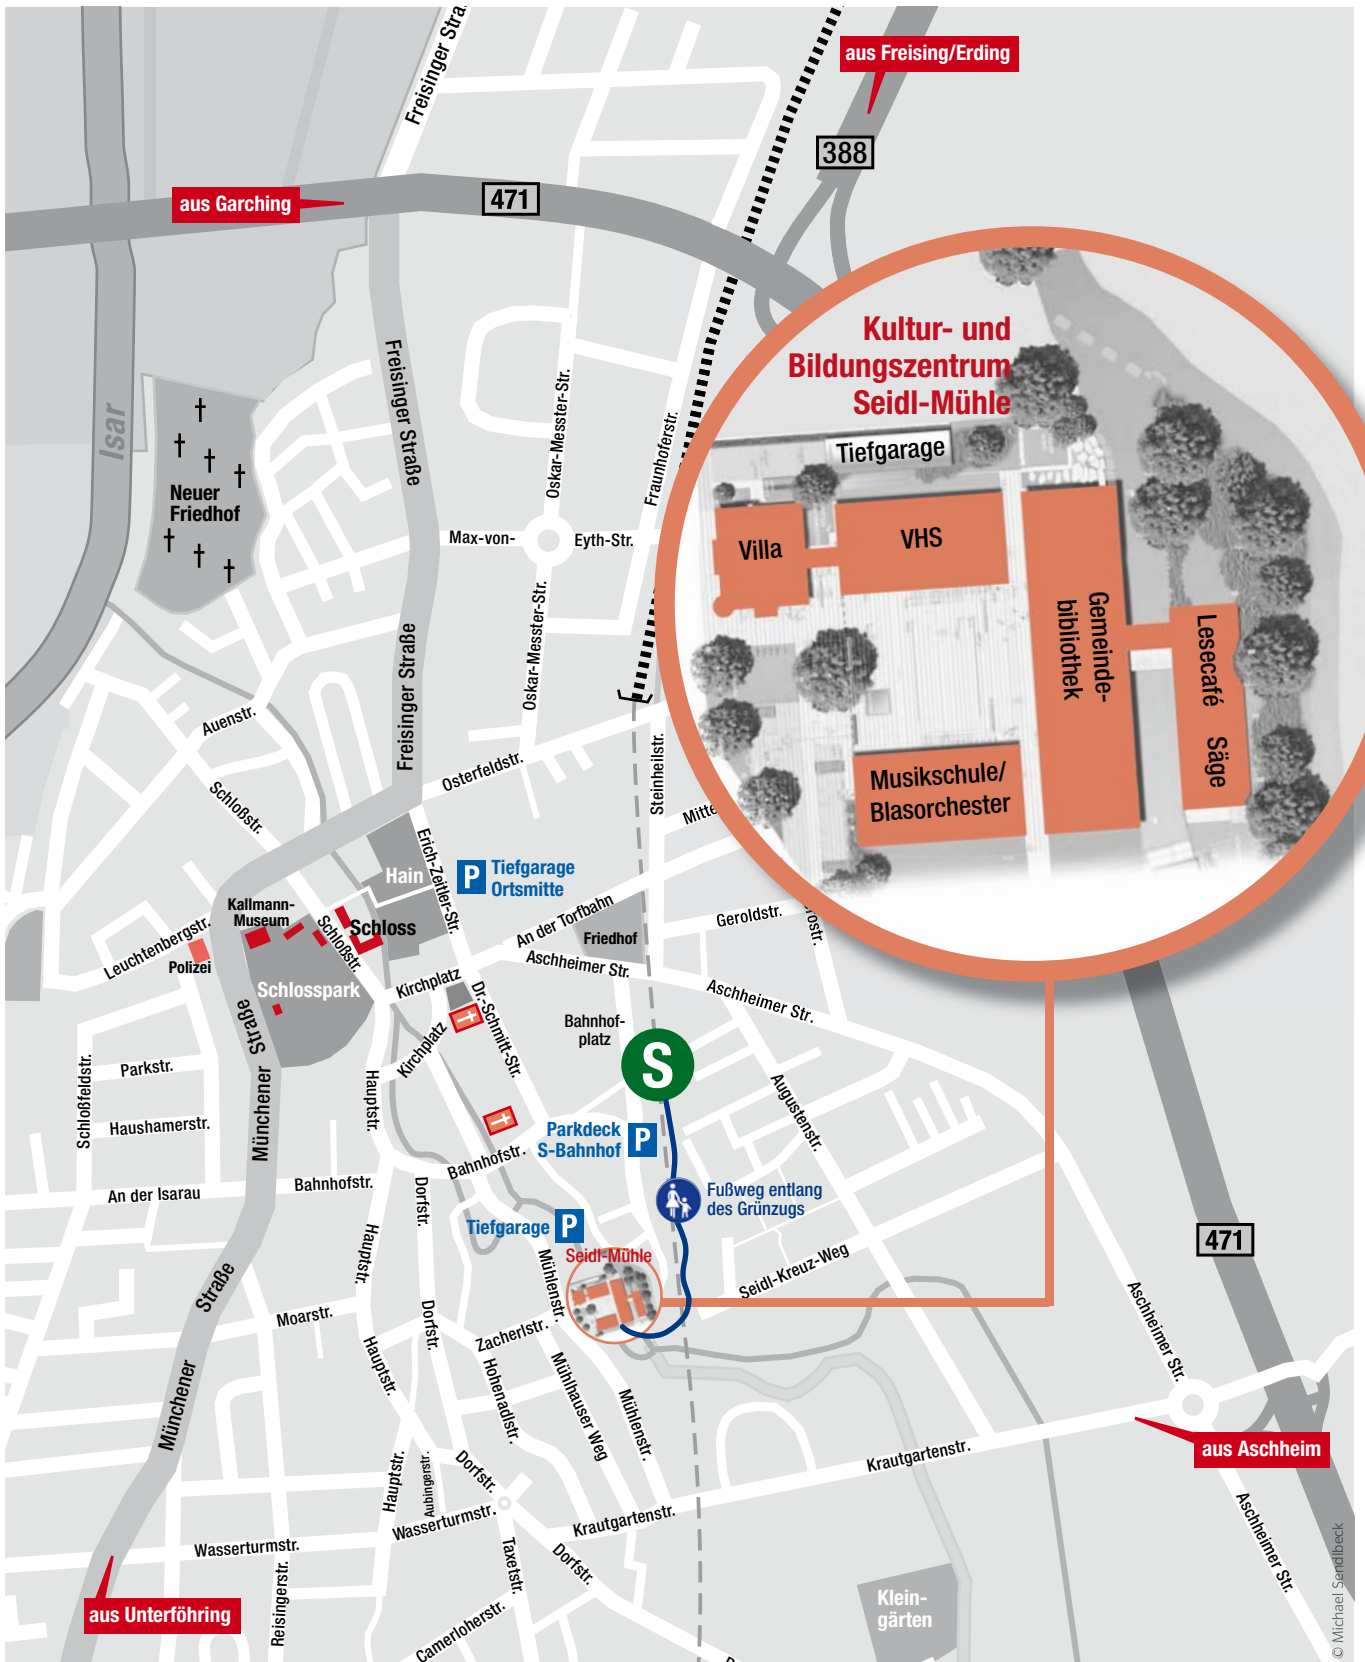 Freisinger Stra
aus Freising/Erding
388
aus Garching
471
Kultur- und
Bildungszentrum
Seidl-Mühle
Tiefgarage
Villa
VHS
Gemeinde-
bibliothek
Lesecafé
Säge
Musikschule/
Blasorchester
Isar
Neuer
Friedhof
Freisinger Straße
Oskar-Messter-Str.
Fraunhoferstr.
Max-von-
Eyth-Str.
Oskar-Messter-Str.
Freisinger Straße
Auenstr.
Osterfeldstr.
Steinheilstr.
Schloßstr.
Mitte
Erich-Zeitler-Str.
Hain
P
Tiefgarage
Ortsmitte
Kallmann-
Museum
Schloßstr.
Schloss
An der Torfbahn
Geroldstr.
rostr.
Leuchtenbergstr.
Polizei
Friedhof
Aschheimer Str.
Schlosspark
Kirchplatz
Dr.-Schmitt-Str.
Aschheimer Str.
Münchener Straße
Kirchplatz
Bahnhof-
platz
S
Schloßfeldstr.
Parkstr.
Hauptstr.
Augustenstr.
Haushamerstr.
Parkdeck
S-Bahnhof
P
Bahnhofstr.
An der Isarau
Bahnhofstr.
Dorfstr.
Fußweg entlang
des Grünzugs
Tiefgarage
P
Seidl-Mühle
Hauptstr.
Mühlenstr.
Seidl-Kreuz-Weg
471
Münchener Straße
Moarstr.
Dorfstr.
Zacherlstr.
Aschheimer Str.
Hauptstr.
Hohenadlstr.
Mühlhauser Weg
Mühlenstr.
Krautgartenstr.
aus Aschheim
Hauptstr.
Aubingerstr.
Dorfstr.
Wasserturmstr.
Krautgartenstr.
Aschheimer Str.
Wasserturmstr.
Taxetstr.
Dorfstr.
Reisingerstr.
aus Unterföhring
Camerloherstr.
Klein-
gärten
© Michael Sendlbeck